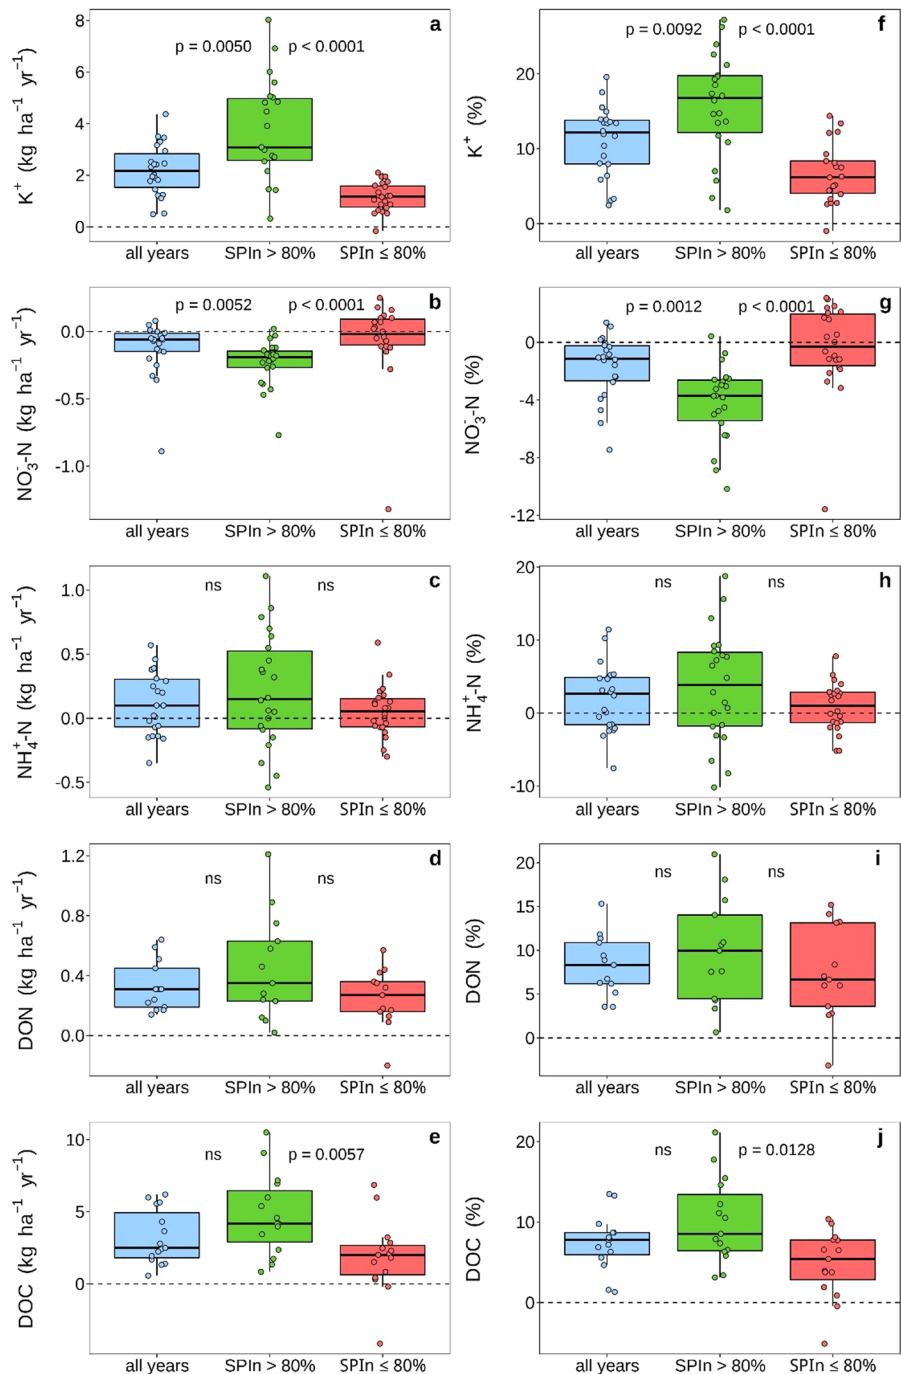 a
K⁺ (kg ha⁻¹ yr⁻¹)
8
6
4
2
0
p = 0.0050
p < 0.0001
all years
SPIn > 80%
SPIn ≤ 80%
f
K⁺ (%)
20
10
0
p = 0.0092
p < 0.0001
all years
SPIn > 80%
SPIn ≤ 80%
b
NO₃⁻-N (kg ha⁻¹ yr⁻¹)
0.0
-0.5
-1.0
p = 0.0052
p < 0.0001
all years
SPIn > 80%
SPIn ≤ 80%
g
NO₃⁻-N (%)
0
-4
-8
-12
p = 0.0012
p < 0.0001
all years
SPIn > 80%
SPIn ≤ 80%
c
NH₄⁺-N (kg ha⁻¹ yr⁻¹)
1.0
0.5
0.0
-0.5
ns
ns
all years
SPIn > 80%
SPIn ≤ 80%
h
NH₄⁺-N (%)
20
10
0
-10
ns
ns
all years
SPIn > 80%
SPIn ≤ 80%
d
DON (kg ha⁻¹ yr⁻¹)
1.2
0.8
0.4
0.0
ns
ns
all years
SPIn > 80%
SPIn ≤ 80%
i
DON (%)
20
15
10
5
0
ns
ns
all years
SPIn > 80%
SPIn ≤ 80%
e
DOC (kg ha⁻¹ yr⁻¹)
10
5
0
ns
p = 0.0057
all years
SPIn > 80%
SPIn ≤ 80%
j
DOC (%)
20
10
0
ns
p = 0.0128
all years
SPIn > 80%
SPIn ≤ 80%